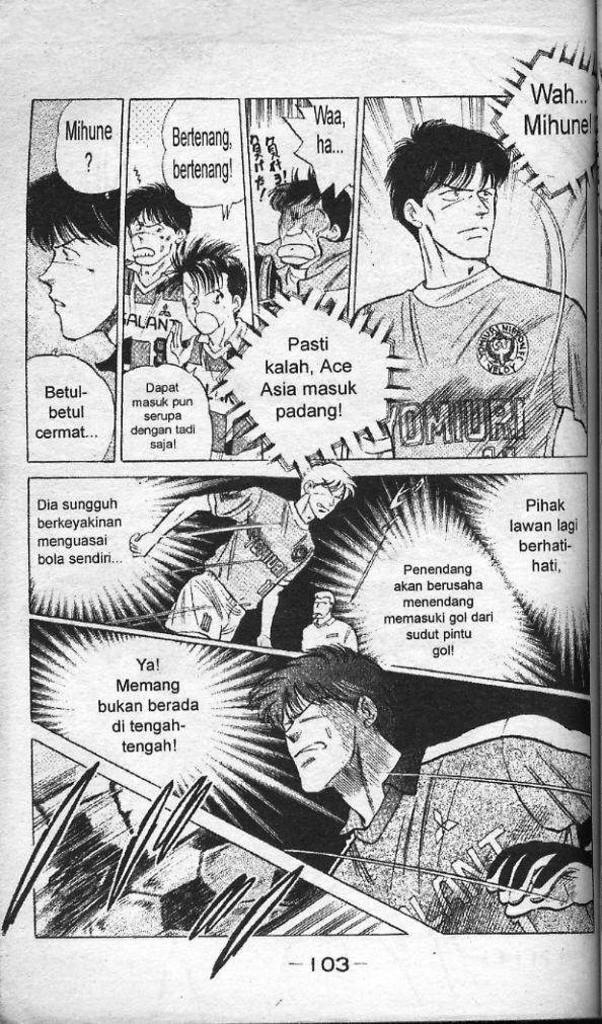 Wah...
Mihune!
YOMIURI
Waa,
ha...
Pasti
kalah, Ace
Asia masuk
padang!
Bertenang,
bertenang!
ALANT
Dapat
masuk pun
serupa
dengan tadi
saja!
Mihune
?
Betul-
betul
cermat...
Pihak
lawan lagi
berhati-
hati,
Penendang
akan berusaha
menendang
memasuki gol dari
sudut pintu
gol!
Dia sungguh
berkeyakinan
menguasai
bola sendiri...
Ya!
Memang
bukan berada
di tengah-
tengah!
VANT
-103-